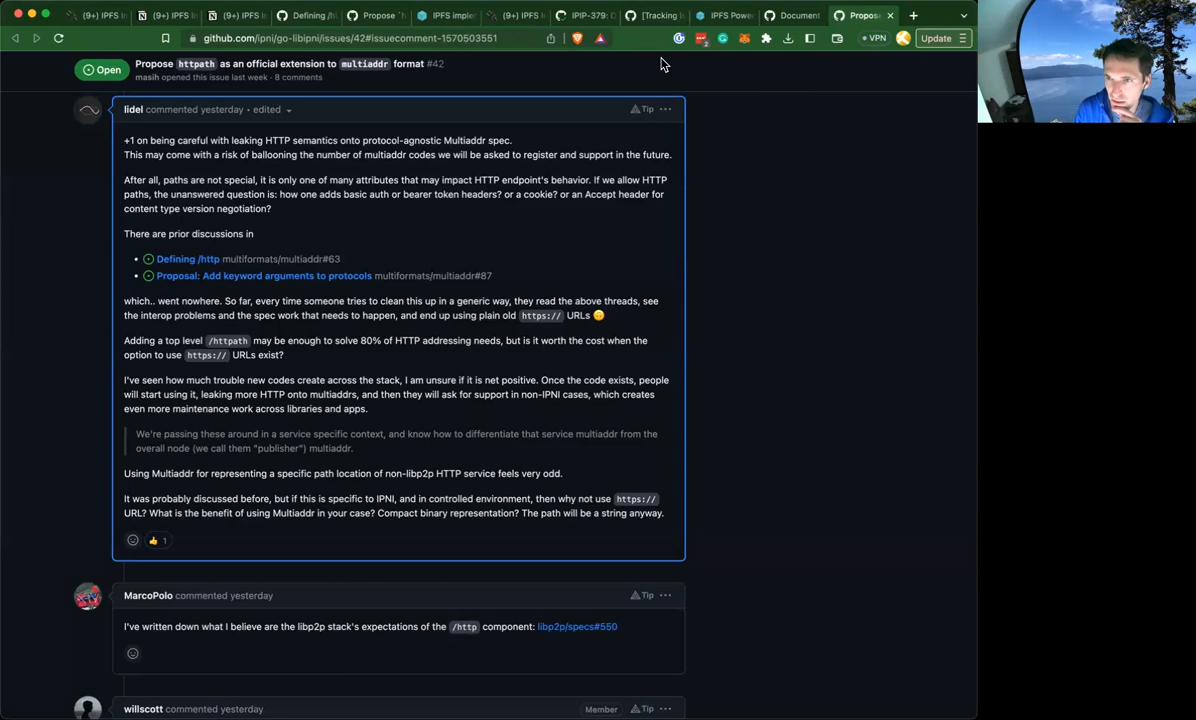 (9+) IPFS In
(9+) IPFS In
(9+) IPFS I
Defining /h
Propose `h
IPFS imple
(9+) IPFS I
IPIP-379: D
[Tracking I
IPFS Power
Document
Propos
github.com/ipni/go-libipni/issues/42#issuecomment-1570503551
VPN
Update
Open
Propose httpath as an official extension to multiaddr format #42
masih opened this issue last week · 8 comments
lidel commented yesterday · edited
Tip
+1 on being careful with leaking HTTP semantics onto protocol-agnostic Multiaddr spec.
This may come with a risk of ballooning the number of multiaddr codes we will be asked to register and support in the future.
After all, paths are not special, it is only one of many attributes that may impact HTTP endpoint's behavior. If we allow HTTP
paths, the unanswered question is: how one adds basic auth or bearer token headers? or a cookie? or an Accept header for
content type version negotiation?
There are prior discussions in
• Defining /http multiformats/multiaddr#63
• Proposal: Add keyword arguments to protocols multiformats/multiaddr#87
which.. went nowhere. So far, every time someone tries to clean this up in a generic way, they read the above threads, see
the interop problems and the spec work that needs to happen, and end up using plain old https:// URLs 🙃
Adding a top level /httpath may be enough to solve 80% of HTTP addressing needs, but is it worth the cost when the
option to use https:// URLs exist?
I've seen how much trouble new codes create across the stack, I am unsure if it is net positive. Once the code exists, people
will start using it, leaking more HTTP onto multiaddrs, and then they will ask for support in non-IPNI cases, which creates
even more maintenance work across libraries and apps.
We're passing these around in a service specific context, and know how to differentiate that service multiaddr from the
overall node (we call them "publisher") multiaddr.
Using Multiaddr for representing a specific path location of non-libp2p HTTP service feels very odd.
It was probably discussed before, but if this is specific to IPNI, and in controlled environment, then why not use https://
URL? What is the benefit of using Multiaddr in your case? Compact binary representation? The path will be a string anyway.
👍 1
MarcoPolo commented yesterday
Tip
I've written down what I believe are the libp2p stack's expectations of the /http component: libp2p/specs#550
willscott commented yesterday
Member
Tip